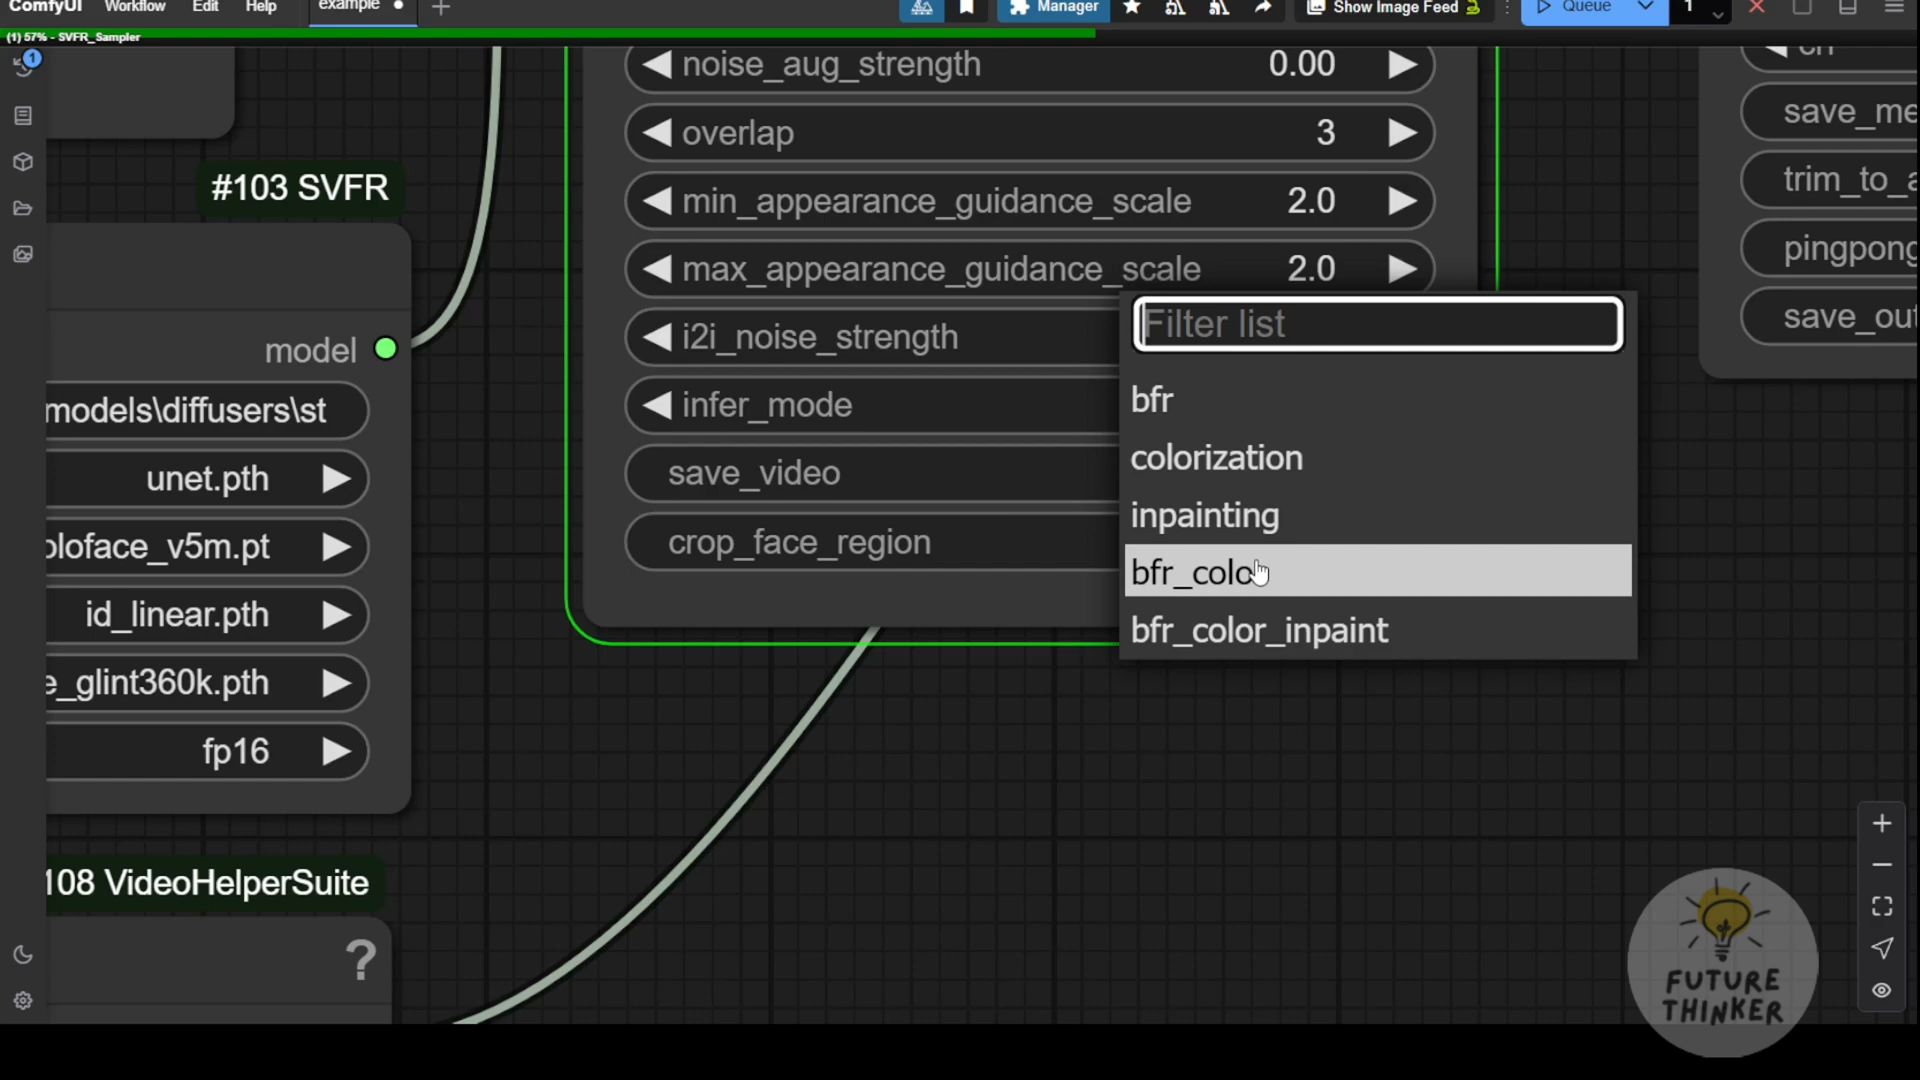 ComfyUI Workflow Edit Help example
Manager Show Image Feed Queue 1
(1) 57% - SVFR_Sampler
1
noise_aug_strength 0.00
overlap 3
min_appearance_guidance_scale 2.0
max_appearance_guidance_scale 2.0
i2i_noise_strength
infer_mode
save_video
crop_face_region
Filter list
bfr
colorization
inpainting
bfr_colo
bfr_color_inpaint
#103 SVFR
model
models\diffusers\st
unet.pth
oloface_v5m.pt
id_linear.pth
e_glint360k.pth
fp16
108 VideoHelperSuite
?
crf
save_me
trim_to_a
pingpong
save_out
FUTURE
THINKER